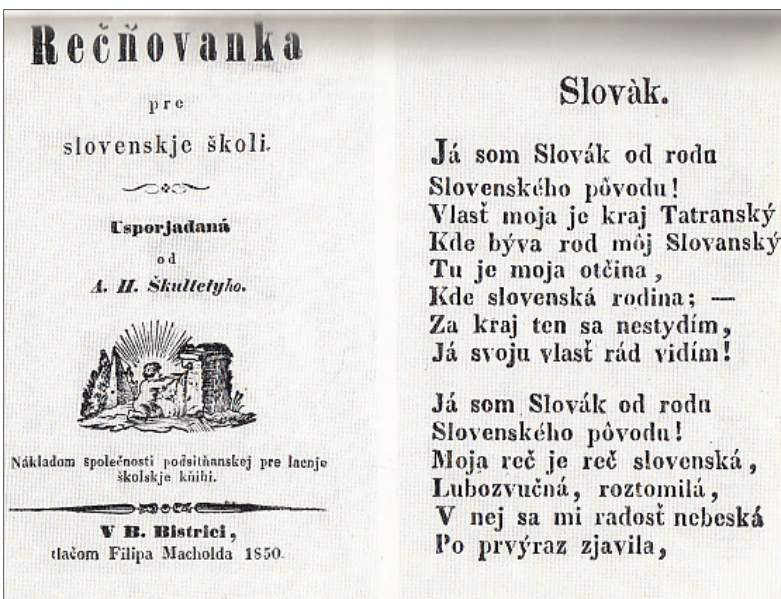 Rečňovanka
pre
slovenskje školi.
Usporjadaná
od
A. H. Škultetyho.
Nákladom společnosti podsitňanskej pre lacnje
školskje knihi.
V B. Bistrici,
tlačom Filipa Macholda 1850.
Slovàk.
Já som Slovák od rodu
Slovenského pôvodu!
Vlasť moja je kraj Tatranský
Kde býva rod môj Slovanský
Tu je moja otčina,
Kde slovenská rodina; —
Za kraj ten sa nestydím,
Já svoju vlasť rád vidím!
Já som Slovák od rodu
Slovenského pôvodu!
Moja reč je reč slovenská,
Lubozvučná, roztomilá,
V nej sa mi radosť nebeská
Po prvýraz zjavila,